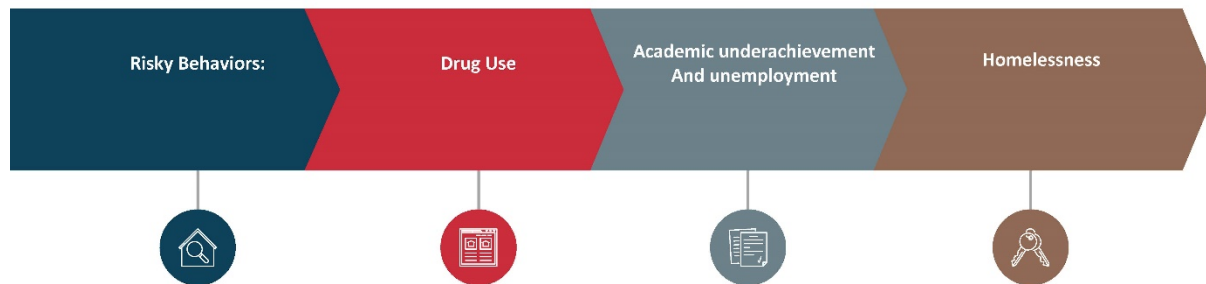 Risky Behaviors:
Drug Use
Academic underachievement
And unemployment
Homelessness